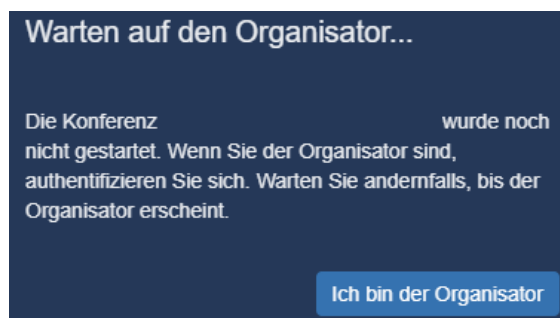 Warten auf den Organisator...
Die Konferenz wurde noch
nicht gestartet. Wenn Sie der Organisator sind,
authentifizieren Sie sich. Warten Sie andernfalls, bis der
Organisator erscheint.
Ich bin der Organisator